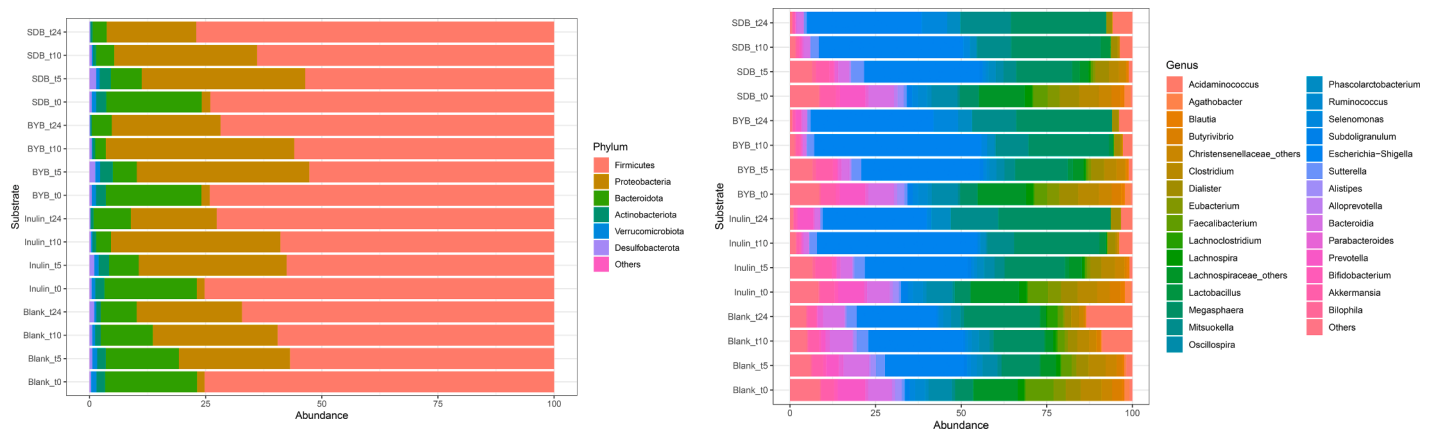 SDB_t24
SDB_t10
SDB_t5
SDB_t0
BYB_t24
BYB_t10
BYB_t5
BYB_t0
Inulin_t24
Inulin_t10
Inulin_t5
Inulin_t0
Blank_t24
Blank_t10
Blank_t5
Blank_t0
Substrate
0 25 50 75 100
Abundance
Phylum
Firmicutes
Proteobacteria
Bacteroidota
Actinobacteriota
Verrucomicrobiota
Desulfobacterota
Others
SDB_t24
SDB_t10
SDB_t5
SDB_t0
BYB_t24
BYB_t10
BYB_t5
BYB_t0
Inulin_t24
Inulin_t10
Inulin_t5
Inulin_t0
Blank_t24
Blank_t10
Blank_t5
Blank_t0
Substrate
0 25 50 75 100
Abundance
Genus
Acidaminococcus
Agathobacter
Blautia
Butyrivibrio
Christensenellaceae_others
Clostridium
Dialister
Eubacterium
Faecalibacterium
Lachnoclostridium
Lachnospira
Lachnospiraceae_others
Lactobacillus
Megasphaera
Mitsuokella
Oscillospira
Phascolarctobacterium
Ruminococcus
Selenomonas
Subdoligranulum
Escherichia−Shigella
Sutterella
Alistipes
Alloprevotella
Bacteroidia
Parabacteroides
Prevotella
Bifidobacterium
Akkermansia
Bilophila
Others